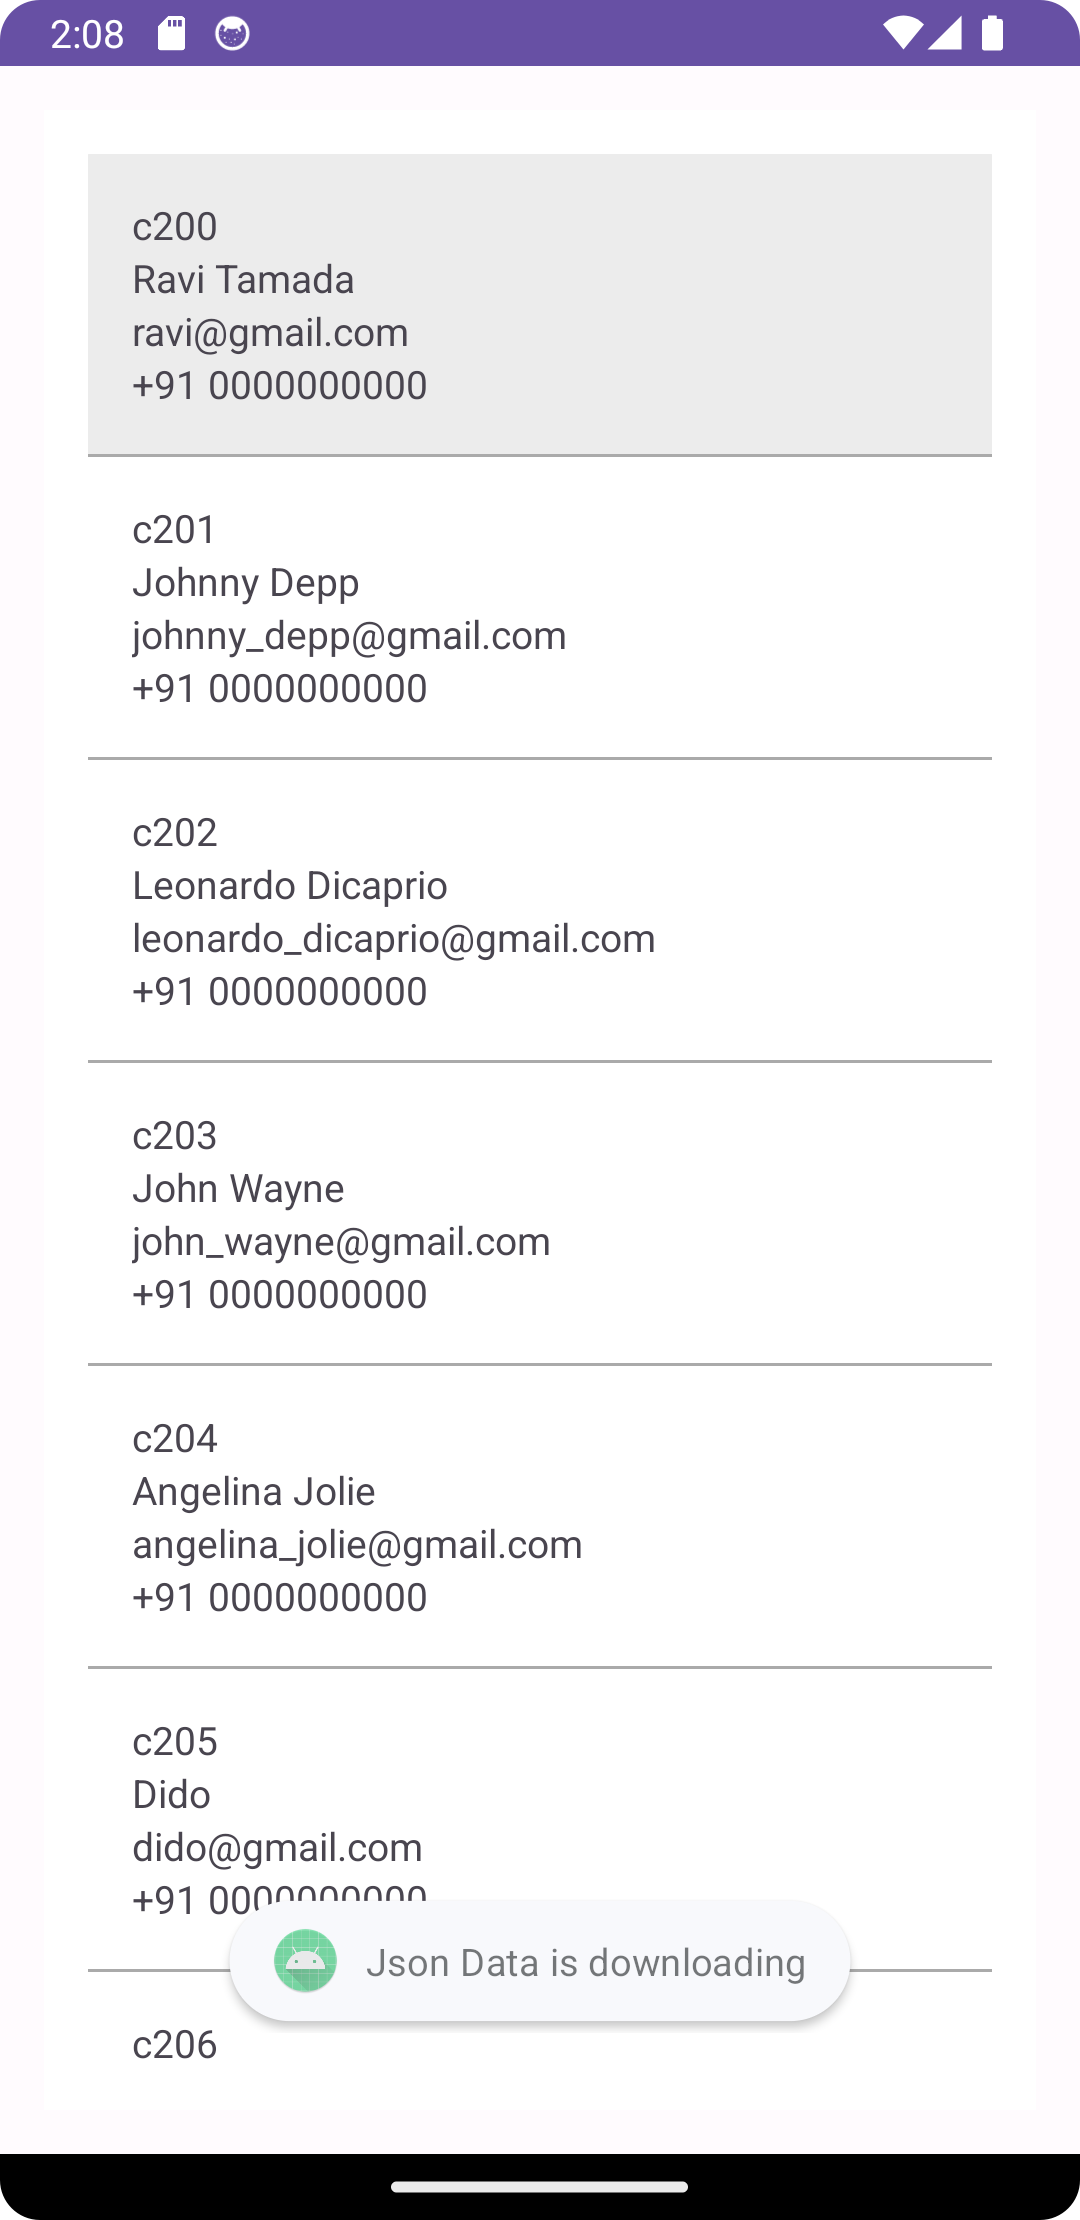 2:08
c200
Ravi Tamada
ravi@gmail.com
+91 0000000000
c201
Johnny Depp
johnny_depp@gmail.com
+91 0000000000
c202
Leonardo Dicaprio
leonardo_dicaprio@gmail.com
+91 0000000000
c203
John Wayne
john_wayne@gmail.com
+91 0000000000
c204
Angelina Jolie
angelina_jolie@gmail.com
+91 0000000000
c205
Dido
dido@gmail.com
+91 0000000000
Json Data is downloading
c206